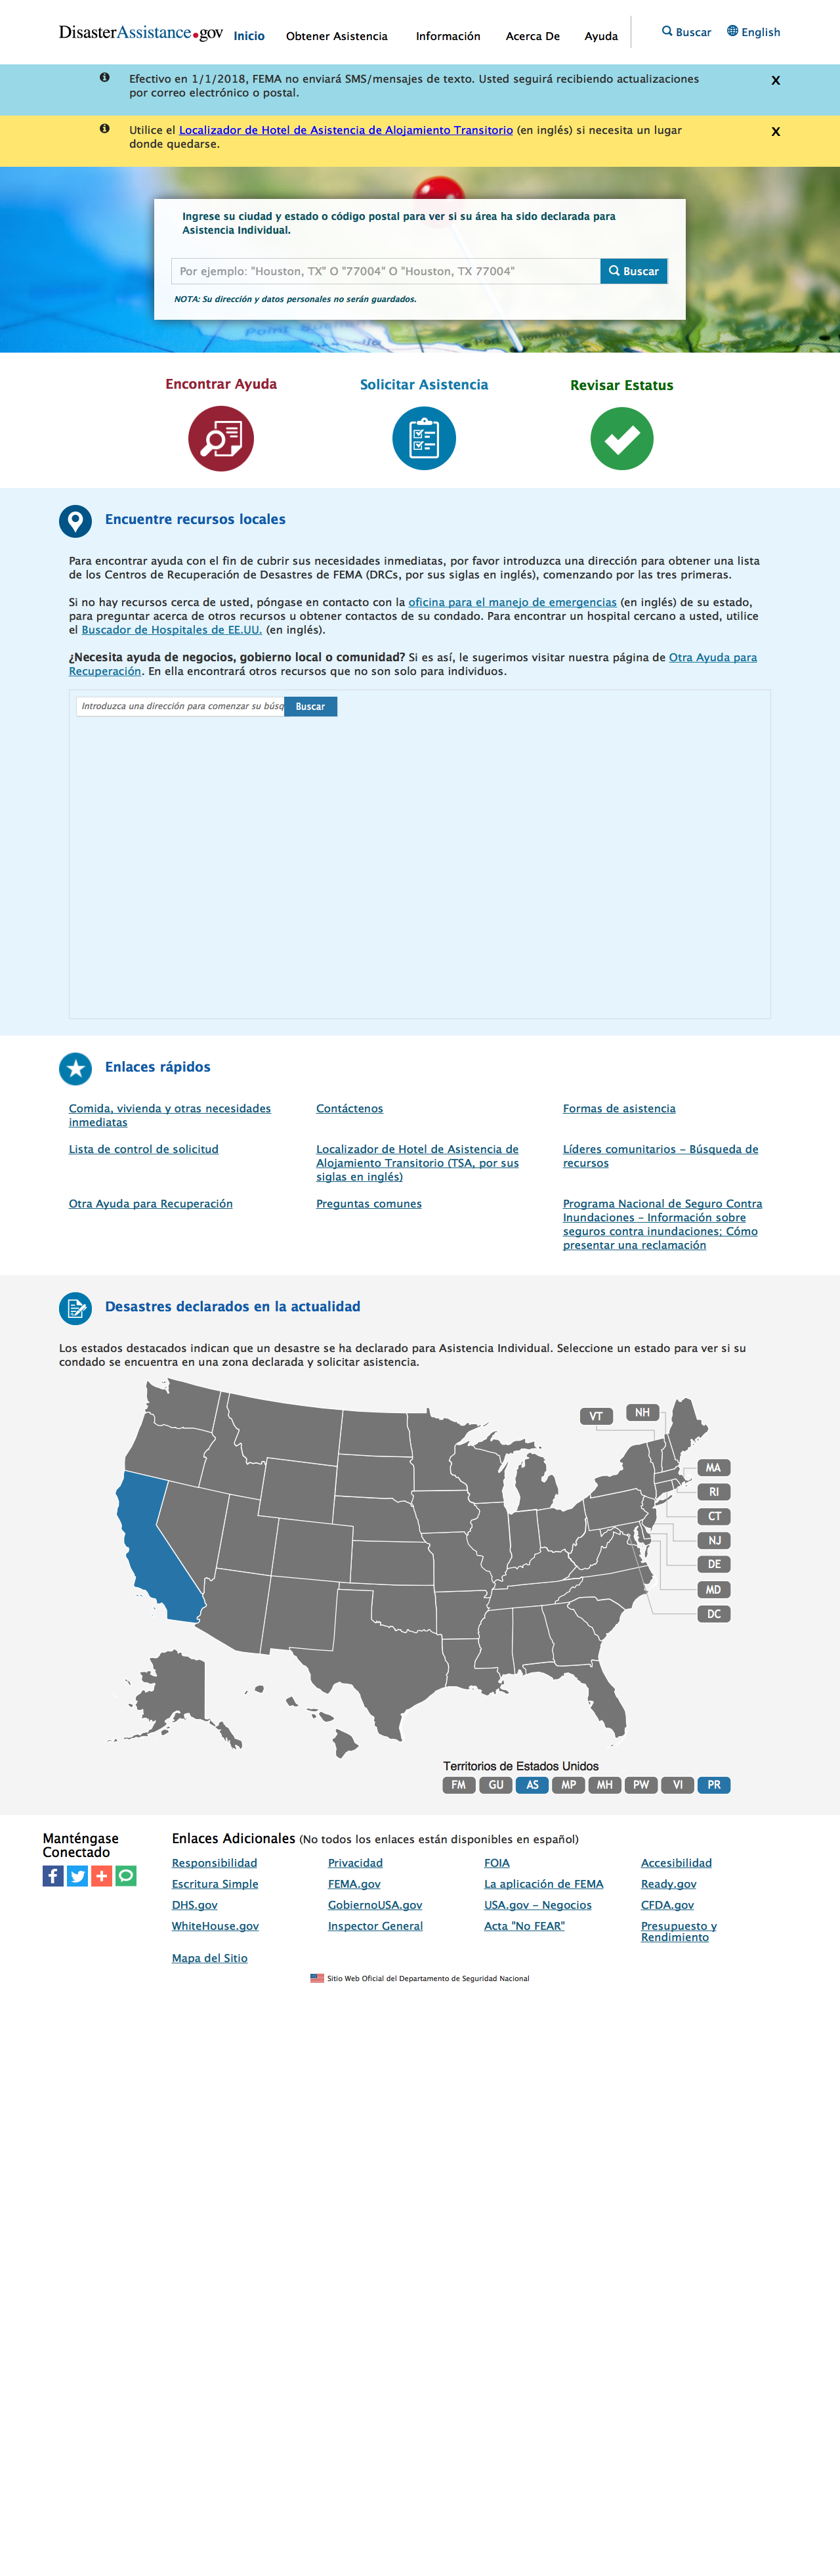 DisasterAssistance.gov
Inicio
Obtener Asistencia
Información
Acerca De
Ayuda
Buscar
English
Efectivo en 1/1/2018, FEMA no enviará SMS/mensajes de texto. Usted seguirá recibiendo actualizaciones
por correo electrónico o postal.
X
Utilice el Localizador de Hotel de Asistencia de Alojamiento Transitorio (en inglés) si necesita un lugar
donde quedarse.
X
Ingrese su ciudad y estado o código postal para ver si su área ha sido declarada para
Asistencia Individual.
Por ejemplo: "Houston, TX" O "77004" O "Houston, TX 77004"
Buscar
NOTA: Su dirección y datos personales no serán guardados.
Encontrar Ayuda
Solicitar Asistencia
Revisar Estatus
Encuentre recursos locales
Para encontrar ayuda con el fin de cubrir sus necesidades inmediatas, por favor introduzca una dirección para obtener una lista
de los Centros de Recuperación de Desastres de FEMA (DRCs, por sus siglas en inglés), comenzando por las tres primeras.
Si no hay recursos cerca de usted, póngase en contacto con la oficina para el manejo de emergencias (en inglés) de su estado,
para preguntar acerca de otros recursos u obtener contactos de su condado. Para encontrar un hospital cercano a usted, utilice
el Buscador de Hospitales de EE.UU. (en inglés).
¿Necesita ayuda de negocios, gobierno local o comunidad? Si es así, le sugerimos visitar nuestra página de Otra Ayuda para
Recuperación. En ella encontrará otros recursos que no son solo para individuos.
Introduzca una dirección para comenzar su búsq
Buscar
Enlaces rápidos
Comida, vivienda y otras necesidades
inmediatas
Contáctenos
Formas de asistencia
Lista de control de solicitud
Localizador de Hotel de Asistencia de
Alojamiento Transitorio (TSA, por sus
siglas en inglés)
Líderes comunitarios – Búsqueda de
recursos
Otra Ayuda para Recuperación
Preguntas comunes
Programa Nacional de Seguro Contra
Inundaciones – Información sobre
seguros contra inundaciones; Cómo
presentar una reclamación
Desastres declarados en la actualidad
Los estados destacados indican que un desastre se ha declarado para Asistencia Individual. Seleccione un estado para ver si su
condado se encuentra en una zona declarada y solicitar asistencia.
VT
NH
MA
RI
CT
NJ
DE
MD
DC
Territorios de Estados Unidos
FM
GU
AS
MP
MH
PW
VI
PR
Manténgase
Conectado
Enlaces Adicionales (No todos los enlaces están disponibles en español)
Responsibilidad
Privacidad
FOIA
Accesibilidad
Escritura Simple
FEMA.gov
La aplicación de FEMA
Ready.gov
DHS.gov
GobiernoUSA.gov
USA.gov – Negocios
CFDA.gov
WhiteHouse.gov
Inspector General
Acta "No FEAR"
Presupuesto y
Rendimiento
Mapa del Sitio
Sitio Web Oficial del Departamento de Seguridad Nacional